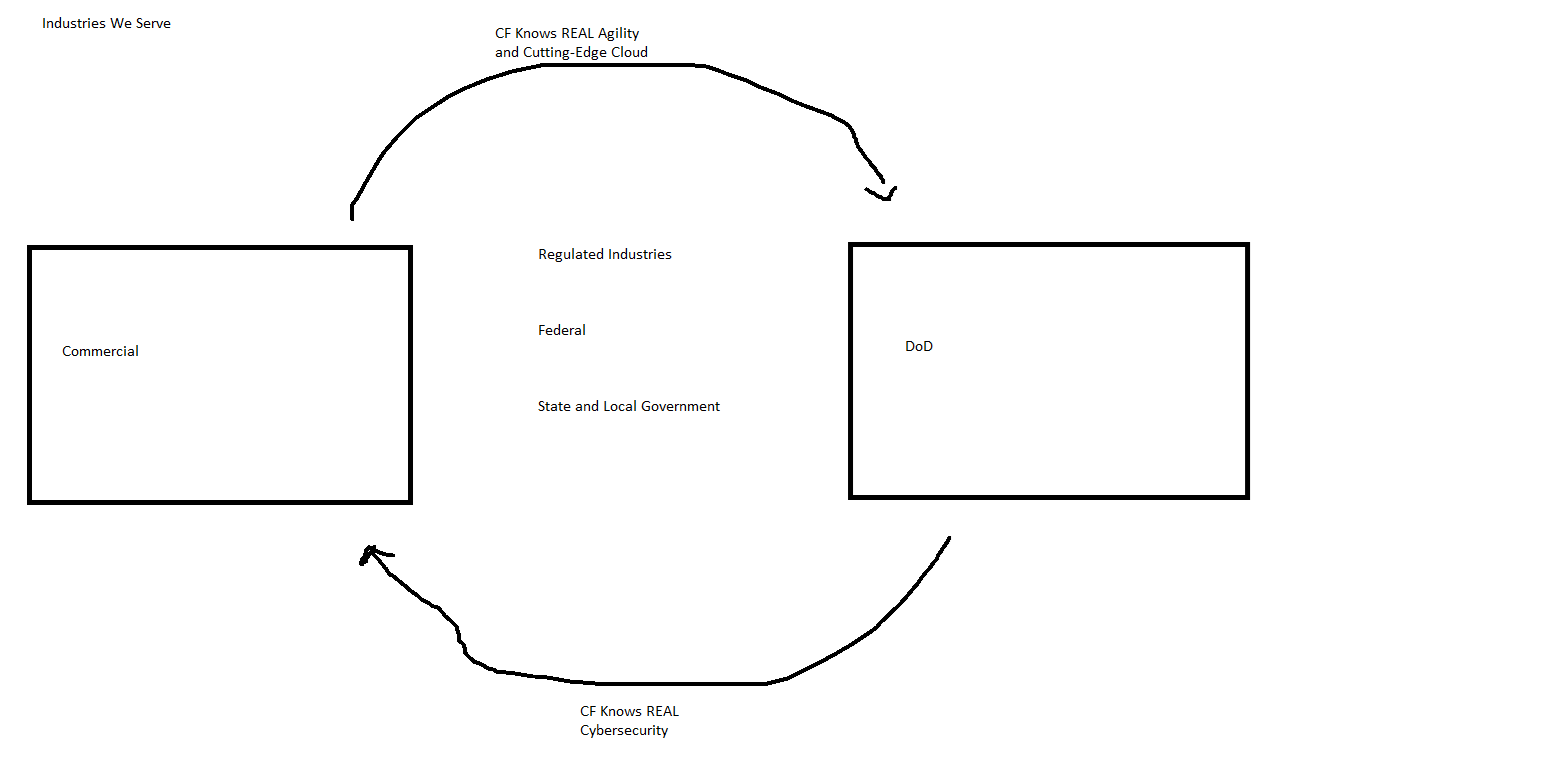 Industries We Serve
CF Knows REAL Agility
and Cutting-Edge Cloud
Regulated Industries
Federal
Commercial
DoD
State and Local Government
CF Knows REAL
Cybersecurity